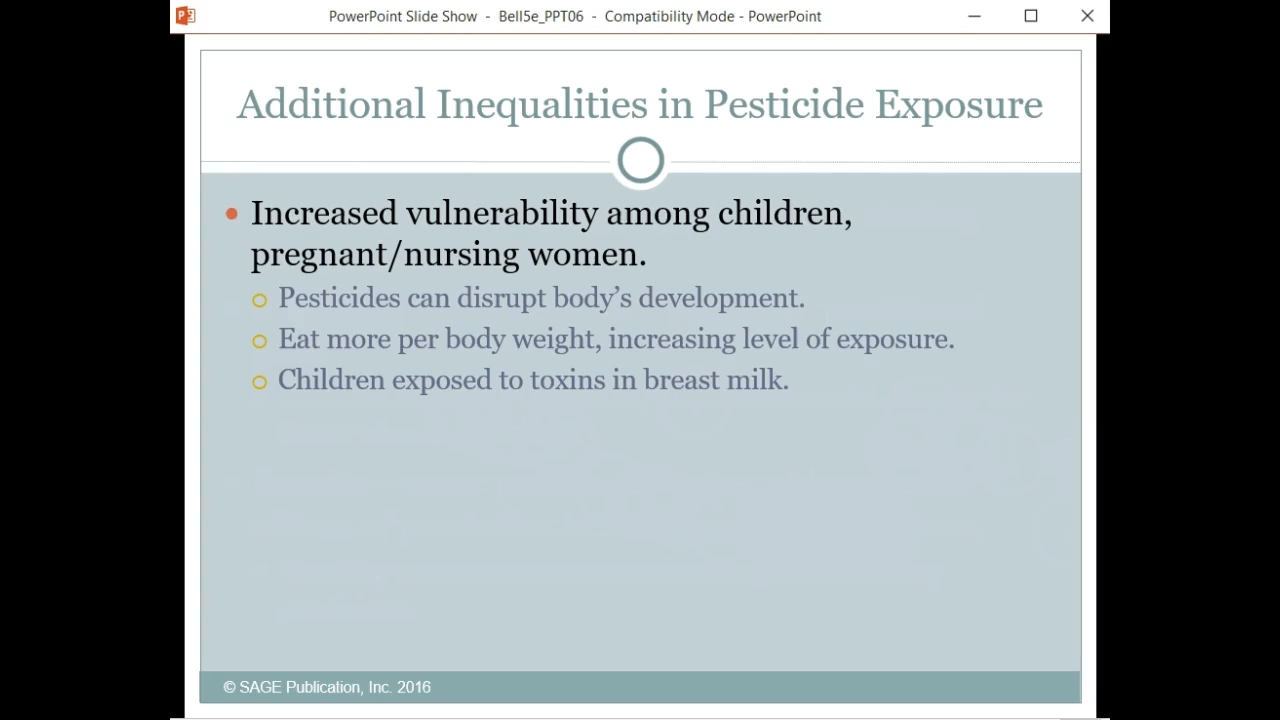 PowerPoint Slide Show - Bell5e_PPT06 - Compatibility Mode - PowerPoint
Additional Inequalities in Pesticide Exposure
Increased vulnerability among children,
pregnant/nursing women.
Pesticides can disrupt body’s development.
Eat more per body weight, increasing level of exposure.
Children exposed to toxins in breast milk.
© SAGE Publication, Inc. 2016